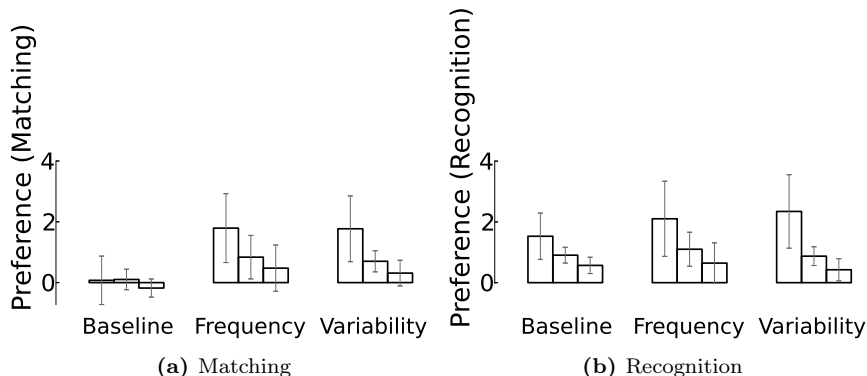 Preference (Matching)
4
2
0
Baseline Frequency Variability
(a) Matching
Preference (Recognition)
4
2
0
Baseline Frequency Variability
(b) Recognition